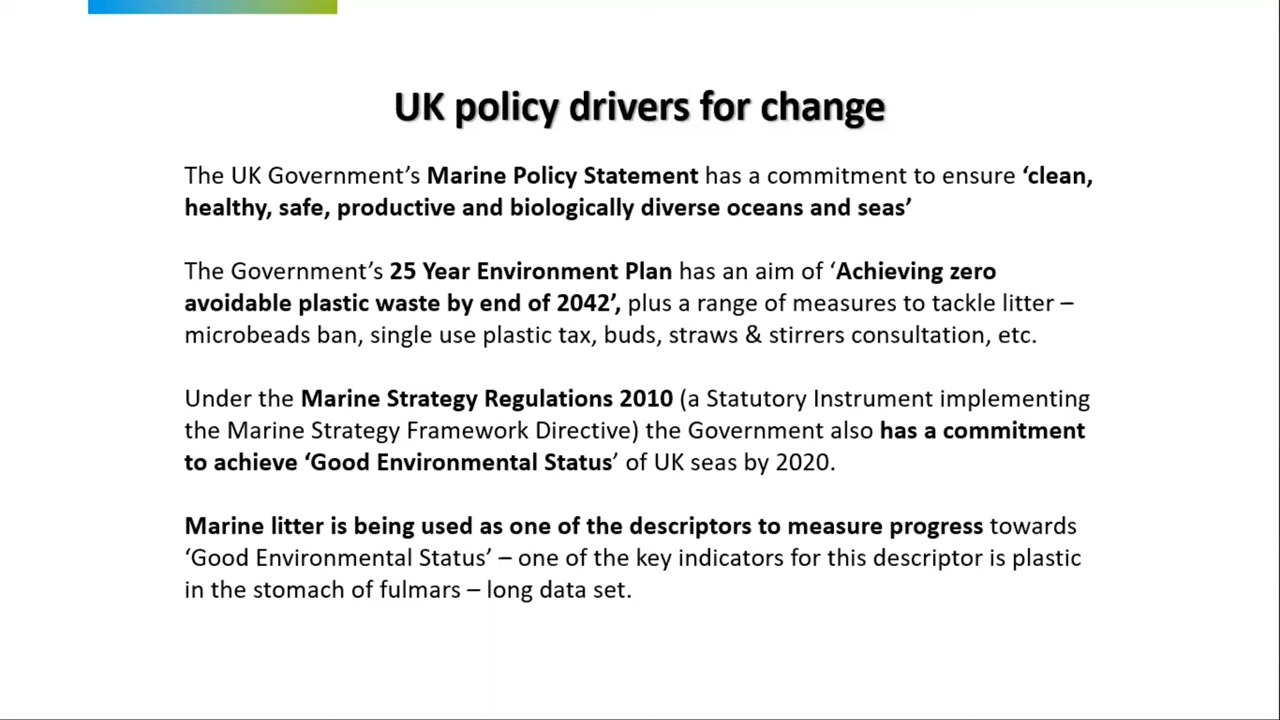 UK policy drivers for change
The UK Government’s Marine Policy Statement has a commitment to ensure ‘clean,
healthy, safe, productive and biologically diverse oceans and seas’
The Government’s 25 Year Environment Plan has an aim of ‘Achieving zero
avoidable plastic waste by end of 2042’, plus a range of measures to tackle litter –
microbeads ban, single use plastic tax, buds, straws & stirrers consultation, etc.
Under the Marine Strategy Regulations 2010 (a Statutory Instrument implementing
the Marine Strategy Framework Directive) the Government also has a commitment
to achieve ‘Good Environmental Status’ of UK seas by 2020.
Marine litter is being used as one of the descriptors to measure progress towards
‘Good Environmental Status’ – one of the key indicators for this descriptor is plastic
in the stomach of fulmars – long data set.